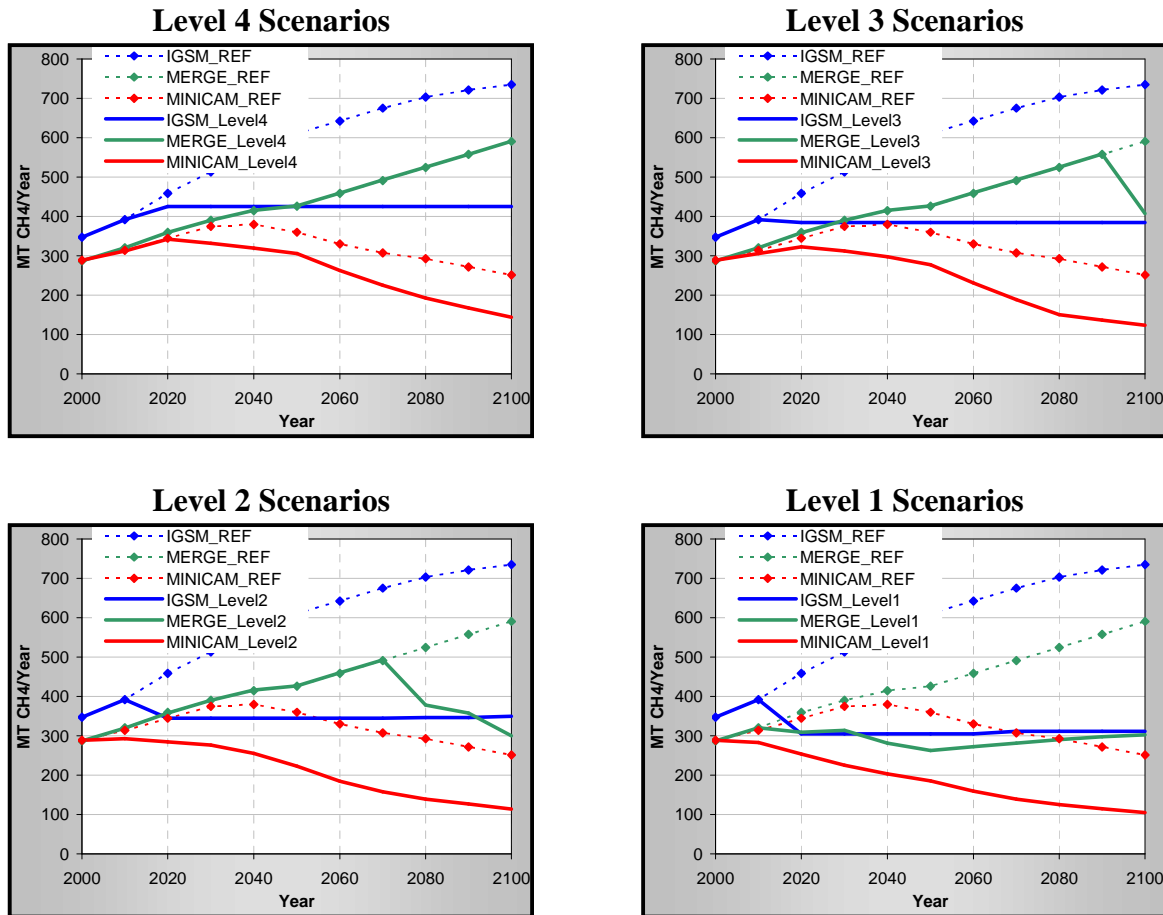 Level 4 Scenarios
800
700
600
500
400
300
200
100
0
MT CH4/Year
IGSM_REF
MERGE_REF
MINICAM_REF
IGSM_Level4
MERGE_Level4
MINICAM_Level4
2000 2020 2040 2060 2080 2100
Year
Level 3 Scenarios
800
700
600
500
400
300
200
100
0
MT CH4/Year
IGSM_REF
MERGE_REF
MINICAM_REF
IGSM_Level3
MERGE_Level3
MINICAM_Level3
2000 2020 2040 2060 2080 2100
Year
Level 2 Scenarios
800
700
600
500
400
300
200
100
0
MT CH4/Year
IGSM_REF
MERGE_REF
MINICAM_REF
IGSM_Level2
MERGE_Level2
MINICAM_Level2
2000 2020 2040 2060 2080 2100
Year
Level 1 Scenarios
800
700
600
500
400
300
200
100
0
MT CH4/Year
IGSM_REF
MERGE_REF
MINICAM_REF
IGSM_Level1
MERGE_Level1
MINICAM_Level1
2000 2020 2040 2060 2080 2100
Year